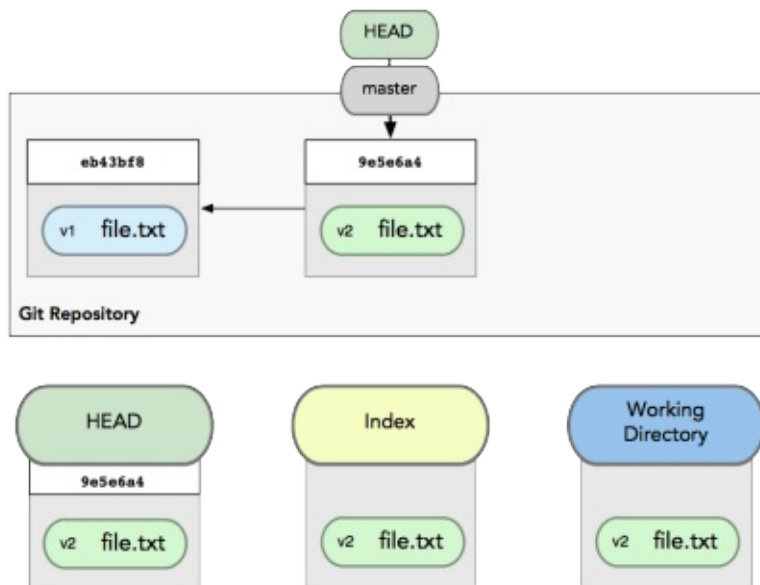 HEAD
master
eb43bf8
9e5e6a4
v1 file.txt
v2 file.txt
Git Repository
HEAD
Index
Working
Directory
9e5e6a4
v2 file.txt
v2 file.txt
v2 file.txt